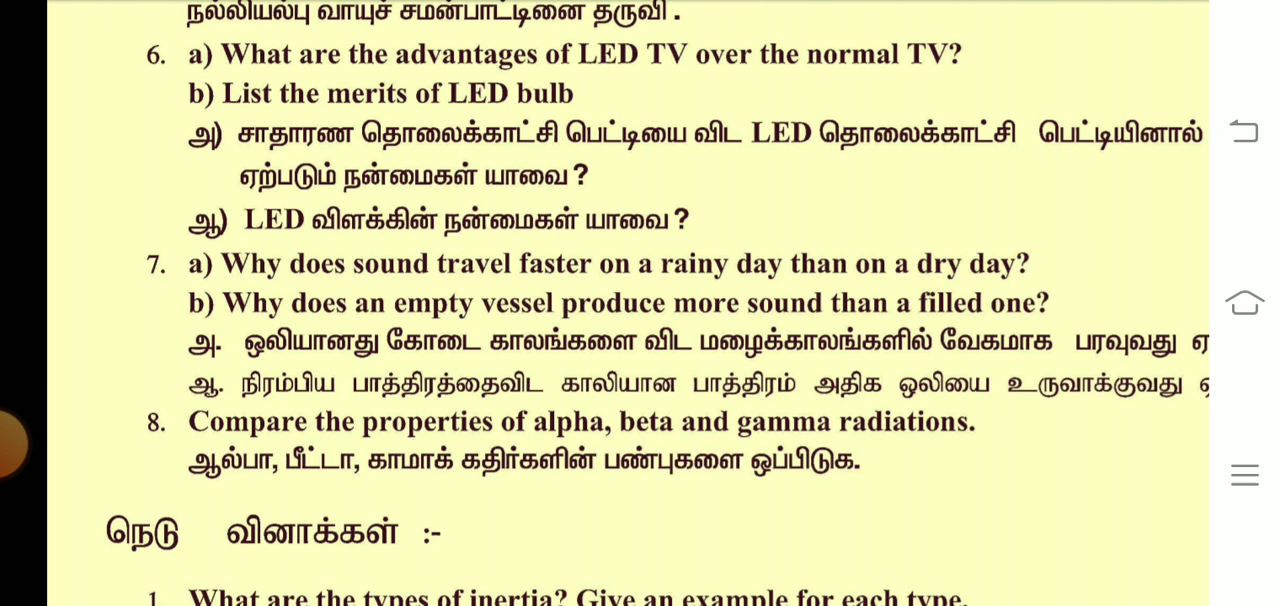 நல்லியல்பு வாயுச் சமன்பாட்டினை தருவி .
6. a) What are the advantages of LED TV over the normal TV?
b) List the merits of LED bulb
அ) சாதாரண தொலைக்காட்சி பெட்டியை விட LED தொலைக்காட்சி பெட்டியினால்
ஏற்படும் நன்மைகள் யாவை ?
ஆ) LED விளக்கின் நன்மைகள் யாவை ?
7. a) Why does sound travel faster on a rainy day than on a dry day?
b) Why does an empty vessel produce more sound than a filled one?
அ. ஒலியானது கோடை காலங்களை விட மழைக்காலங்களில் வேகமாக பரவுவது
ஆ. நிரம்பிய பாத்திரத்தைவிட காலியான பாத்திரம் அதிக ஒலியை உருவாக்குவது
8. Compare the properties of alpha, beta and gamma radiations.
ஆல்பா, பீட்டா, காமாக் கதிர்களின் பண்புகளை ஒப்பிடுக.
நெடு வினாக்கள் :-
1. What are the types of inertia? Give an example for each type.